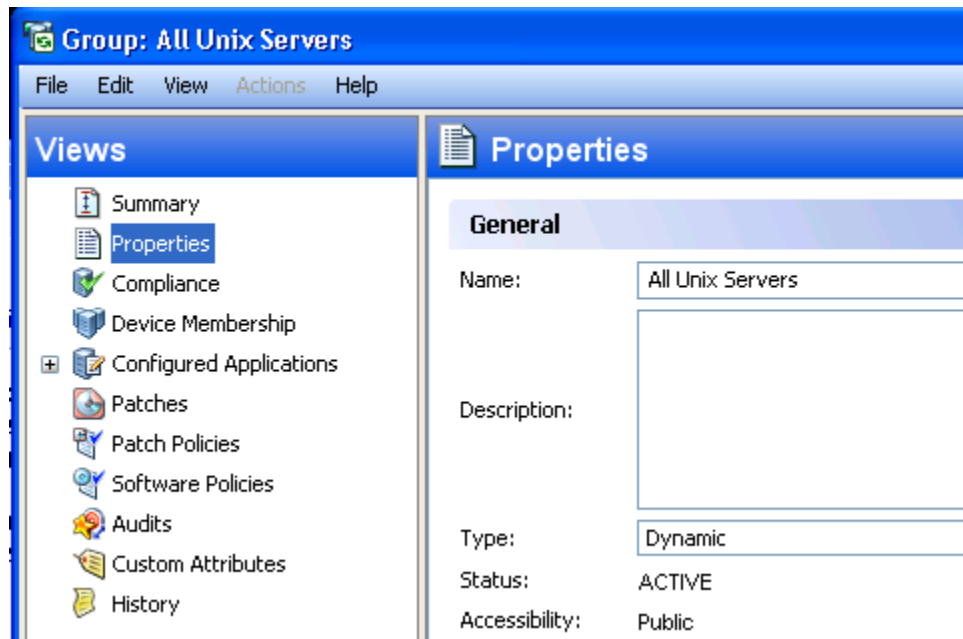 Group: All Unix Servers
File Edit View Actions Help
Views
Summary
Properties
Compliance
Device Membership
Configured Applications
Patches
Patch Policies
Software Policies
Audits
Custom Attributes
History
Properties
General
Name: All Unix Servers
Description:
Type: Dynamic
Status: ACTIVE
Accessibility: Public